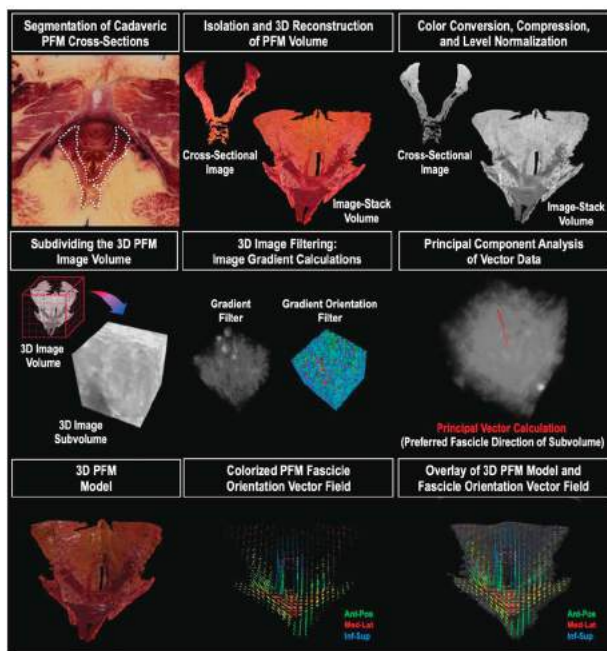 Segmentation of Cadaveric
PFM Cross-Sections
Isolation and 3D Reconstruction
of PFM Volume
Color Conversion, Compression,
and Level Normalization
Cross-Sectional
Image
Image-Stack
Volume
Cross-Sectional
Image
Image-Stack
Volume
Subdividing the 3D PFM
Image Volume
3D Image Filtering:
Image Gradient Calculations
Principal Component Analysis
of Vector Data
3D Image
Volume
3D Image
Subvolume
Gradient
Filter
Gradient Orientation
Filter
Principal Vector Calculation
(Preferred Fascicle Direction of Subvolume)
3D PFM
Model
Colorized PFM Fascicle
Orientation Vector Field
Overlay of 3D PFM Model and
Fascicle Orientation Vector Field
Ant-Pos
Med-Lat
Inf-Sup
Ant-Pos
Med-Lat
Inf-Sup